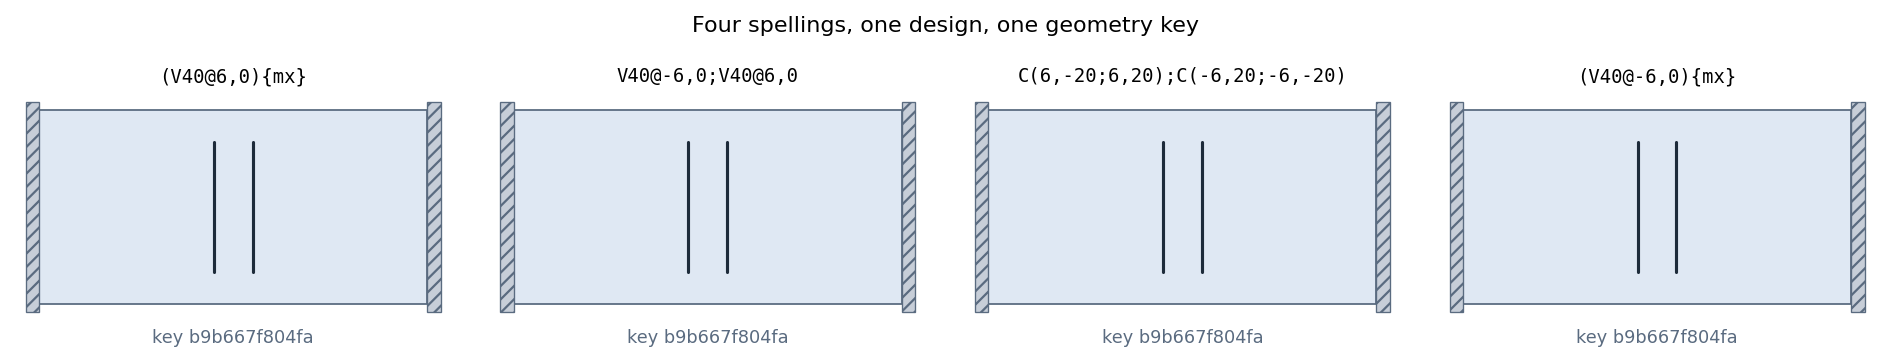 Four spellings, one design, one geometry key
(V40@6,0){mx}
V40@-6,0;V40@6,0
C(6,-20;6,20);C(-6,20;-6,-20)
(V40@-6,0){mx}
key b9b667f804fa
key b9b667f804fa
key b9b667f804fa
key b9b667f804fa